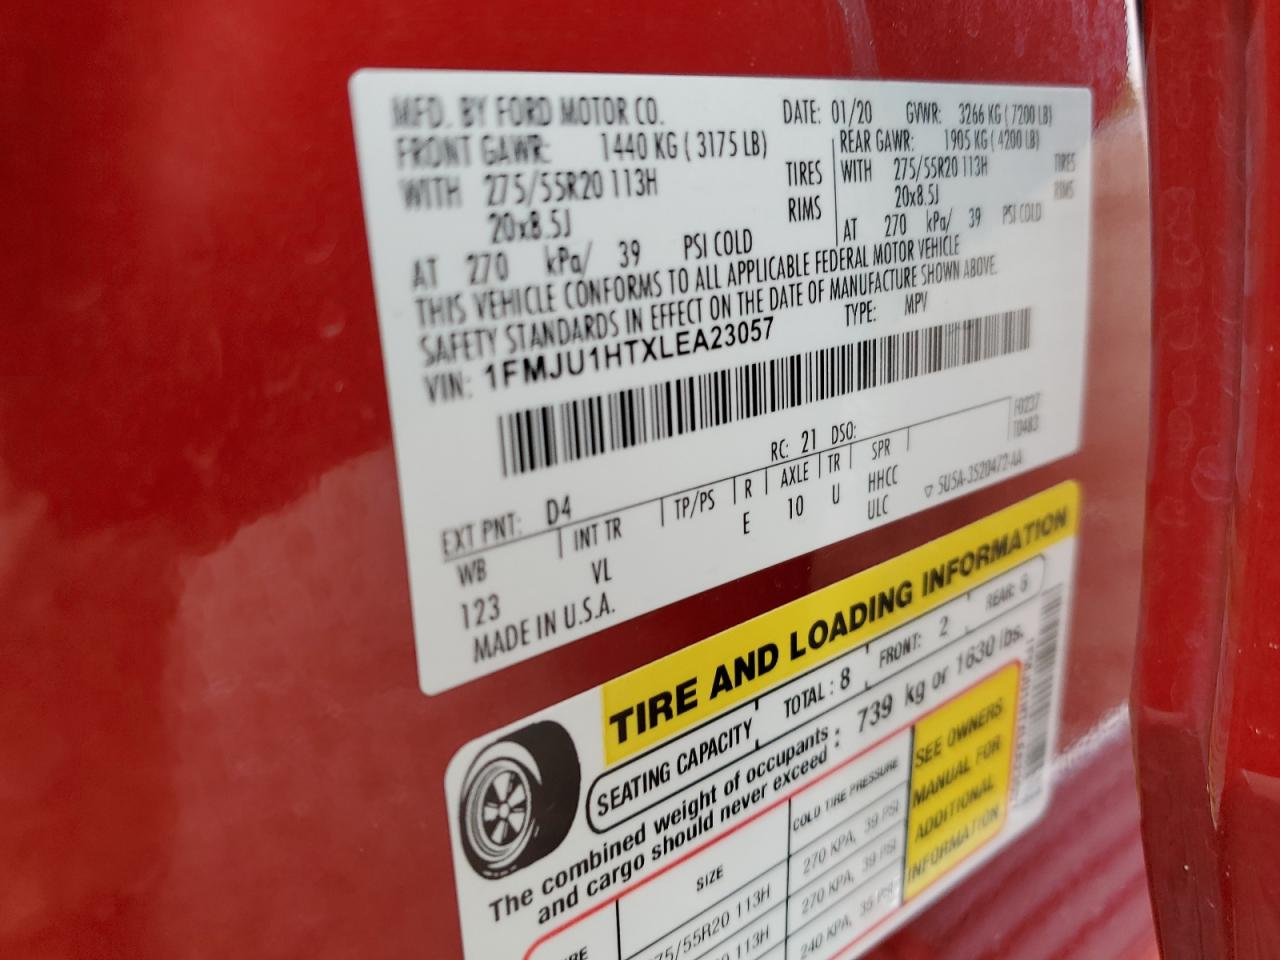 MFD. BY FORD MOTOR CO. DATE: 01/20 GVWR: 3266 KG ( 7200 LB)
FRONT GAWR: 1440 KG ( 3175 LB) REAR GAWR: 1905 KG ( 4200 LB)
WITH 275/55R20 113H TIRES WITH 275/55R20 113H TIRES
20x8.5J RIMS 20x8.5J RIMS
AT 270 kPa/ 39 PSI COLD AT 270 kPa/ 39 PSI COLD
THIS VEHICLE CONFORMS TO ALL APPLICABLE FEDERAL MOTOR VEHICLE
SAFETY STANDARDS IN EFFECT ON THE DATE OF MANUFACTURE SHOWN ABOVE.
VIN: 1FMJU1HTXLEA23057 TYPE: MPV
F0237
T0483
EXT PNT: D4 RC: 21 DSO:
WB INT TR TP/PS R AXLE TR SPR
123 VL E 10 U HHCC
ULC
MADE IN U.S.A. ▽ 5U5A-3520472-AA
TIRE AND LOADING INFORMATION
SEATING CAPACITY TOTAL : 8 FRONT: 2 REAR: 6
The combined weight of occupants : 739 kg or 1630 lbs.
and cargo should never exceed :
SIZE COLD TIRE PRESSURE
75/55R20 113H 270 KPA, 39 PSI
113H 270 KPA, 39 PSI
240 KPA, 35 PSI
SEE OWNERS
MANUAL FOR
ADDITIONAL
INFORMATION